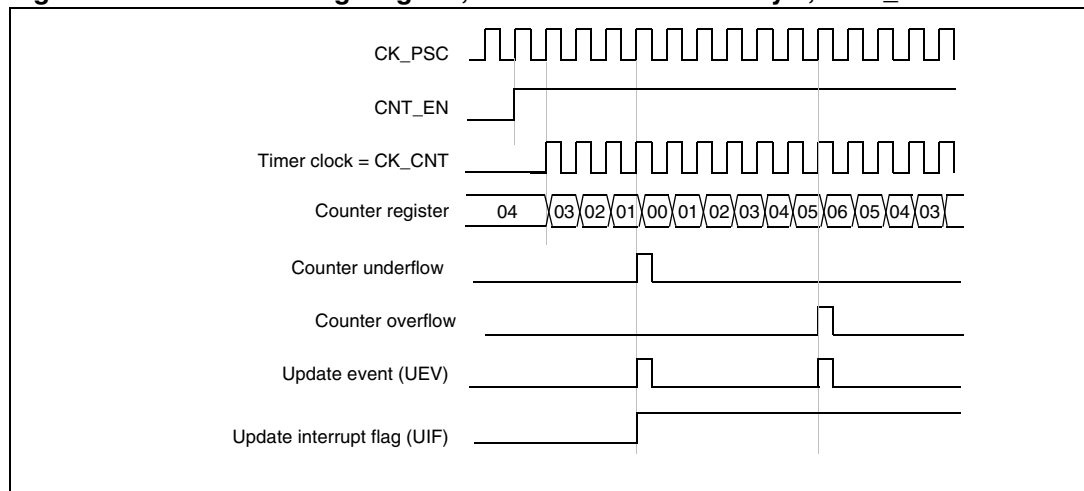 CK_PSC
CNT_EN
Timer clock = CK_CNT
Counter register 04 03 02 01 00 01 02 03 04 05 06 05 04 03
Counter underflow
Counter overflow
Update event (UEV)
Update interrupt flag (UIF)